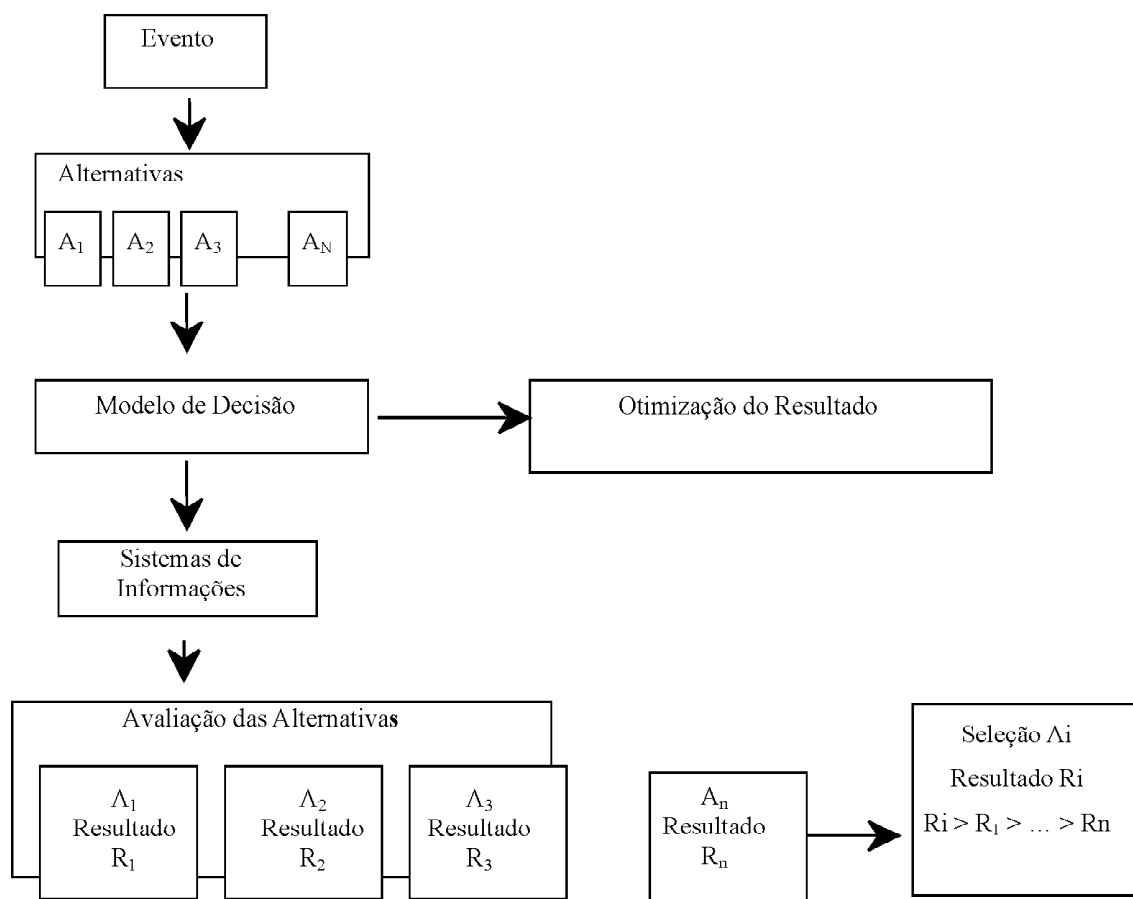 Evento
Alternativas
A₁ A₂ A₃ A_N
Modelo de Decisão
Otimização do Resultado
Sistemas de
Informações
Avaliação das Alternativas
A₁
Resultado
R₁
A₂
Resultado
R₂
A₃
Resultado
R₃
Aₙ
Resultado
Rₙ
Seleção Ai
Resultado Ri
Ri > R₁ > ... > Rn